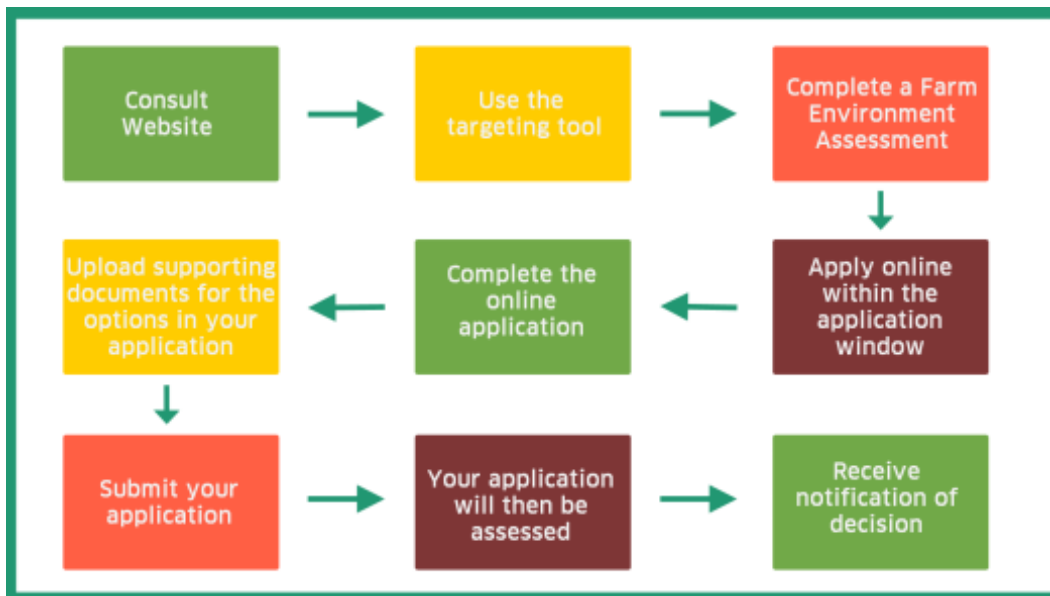 Consult
Website
Use the
targeting tool
Complete a Farm
Environment
Assessment
Apply online
within the
application
window
Complete the
online
application
Upload supporting
documents for the
options in your
application
Submit your
application
Your application
will then be
assessed
Receive
notification of
decision